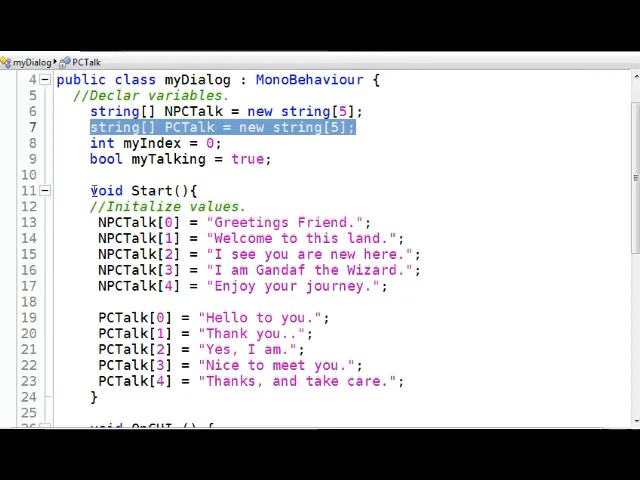 myDialog PCTalk
4 public class myDialog : MonoBehaviour {
5 //Declar variables.
6 string[] NPCTalk = new string[5];
7 string[] PCTalk = new string[5];
8 int myIndex = 0;
9 bool myTalking = true;
10
11 void Start(){
12 //Initalize values.
13 NPCTalk[0] = "Greetings Friend.";
14 NPCTalk[1] = "Welcome to this land.";
15 NPCTalk[2] = "I see you are new here.";
16 NPCTalk[3] = "I am Gandaf the Wizard.";
17 NPCTalk[4] = "Enjoy your journey.";
18
19 PCTalk[0] = "Hello to you.";
20 PCTalk[1] = "Thank you..";
21 PCTalk[2] = "Yes, I am.";
22 PCTalk[3] = "Nice to meet you.";
23 PCTalk[4] = "Thanks, and take care.";
24 }
25
26 void OnGUI () {